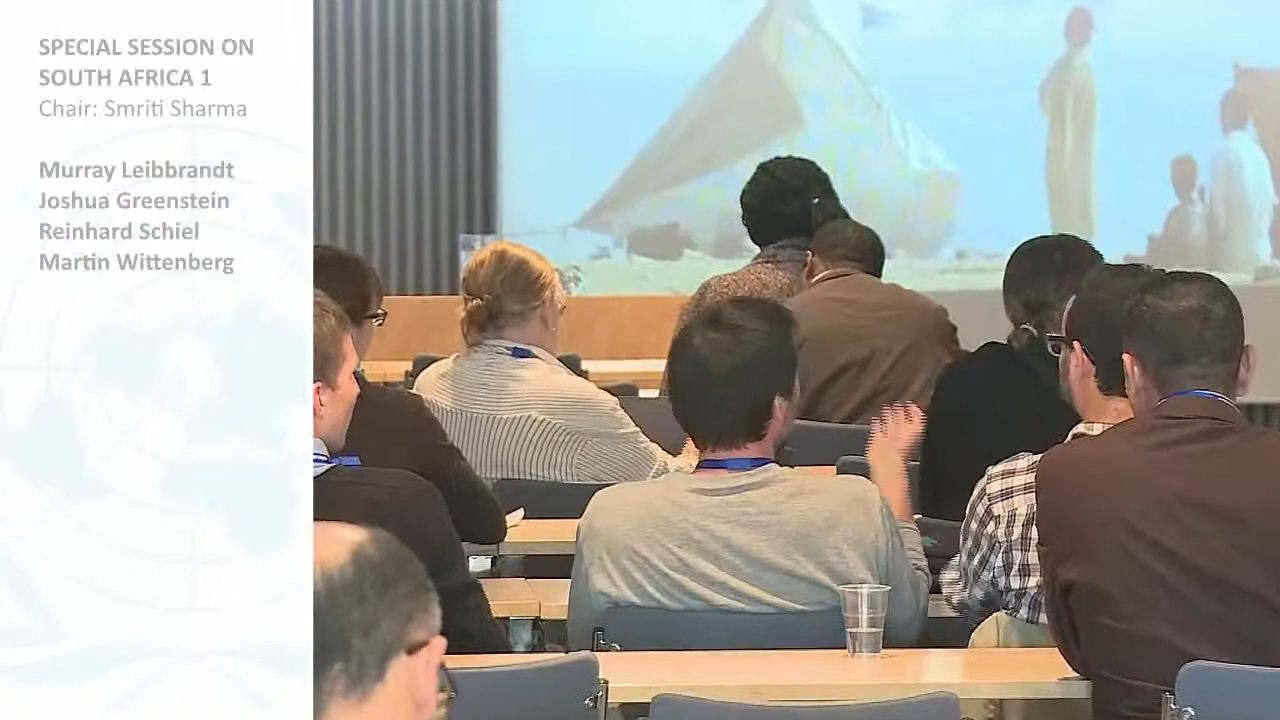 SPECIAL SESSION ON
SOUTH AFRICA 1
Chair: Smriti Sharma
Murray Leibbrandt
Joshua Greenstein
Reinhard Schiel
Martin Wittenberg